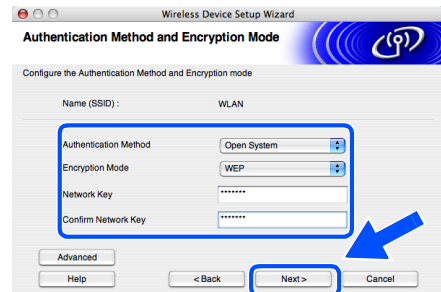 Wireless Device Setup Wizard
Authentication Method and Encryption Mode
Configure the Authentication Method and Encryption mode
Name (SSID) : WLAN
Authentication Method Open System
Encryption Mode WEP
Network Key *******
Confirm Network Key *******
Advanced
Help < Back Next > Cancel